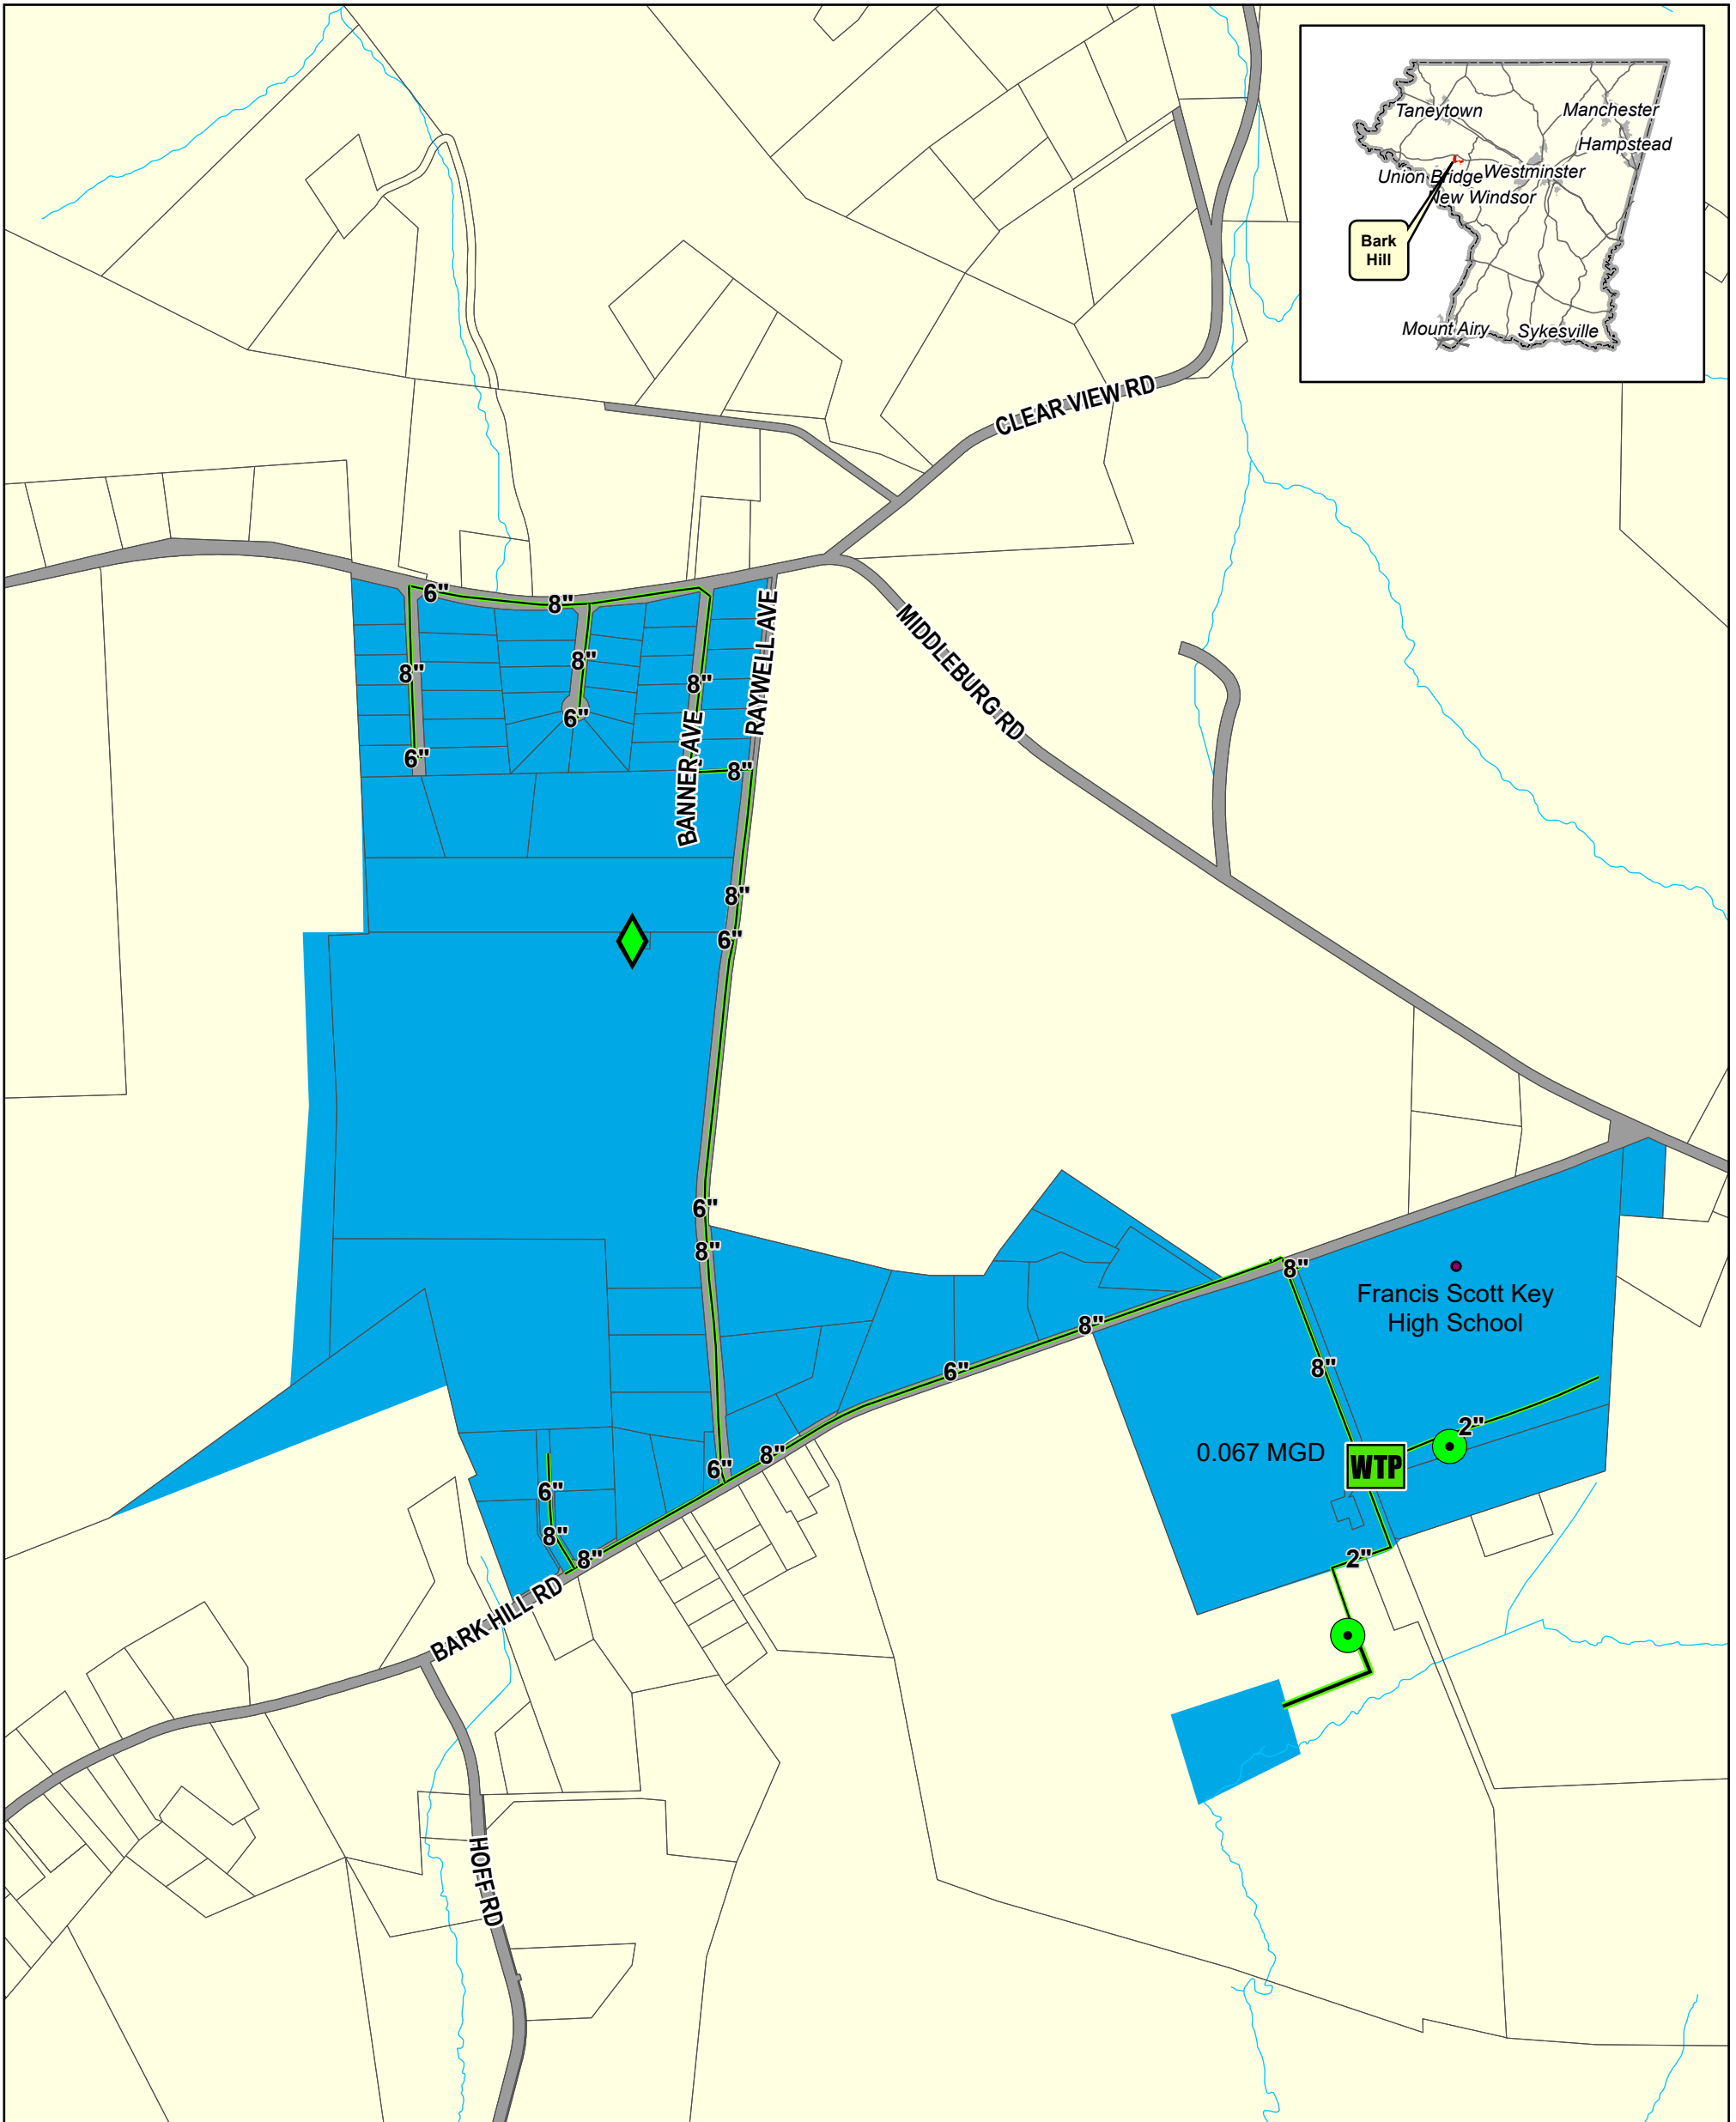 Taneytown
Manchester
Hampstead
Union Bridge
Westminster
New Windsor
Bark
Hill
Mount Airy
Sykesville
CLEAR VIEW RD
6"
8"
8"
8"
8"
RAYWELL AVE
MIDDLEBURG RD
6"
6"
BANNER AVE
8"
8"
6"
6"
8"
8"
Francis Scott Key
High School
8"
8"
6"
2"
0.067 MGD
WTP
8"
6"
6"
8"
8"
2"
BARK HILL RD
HOFF RD